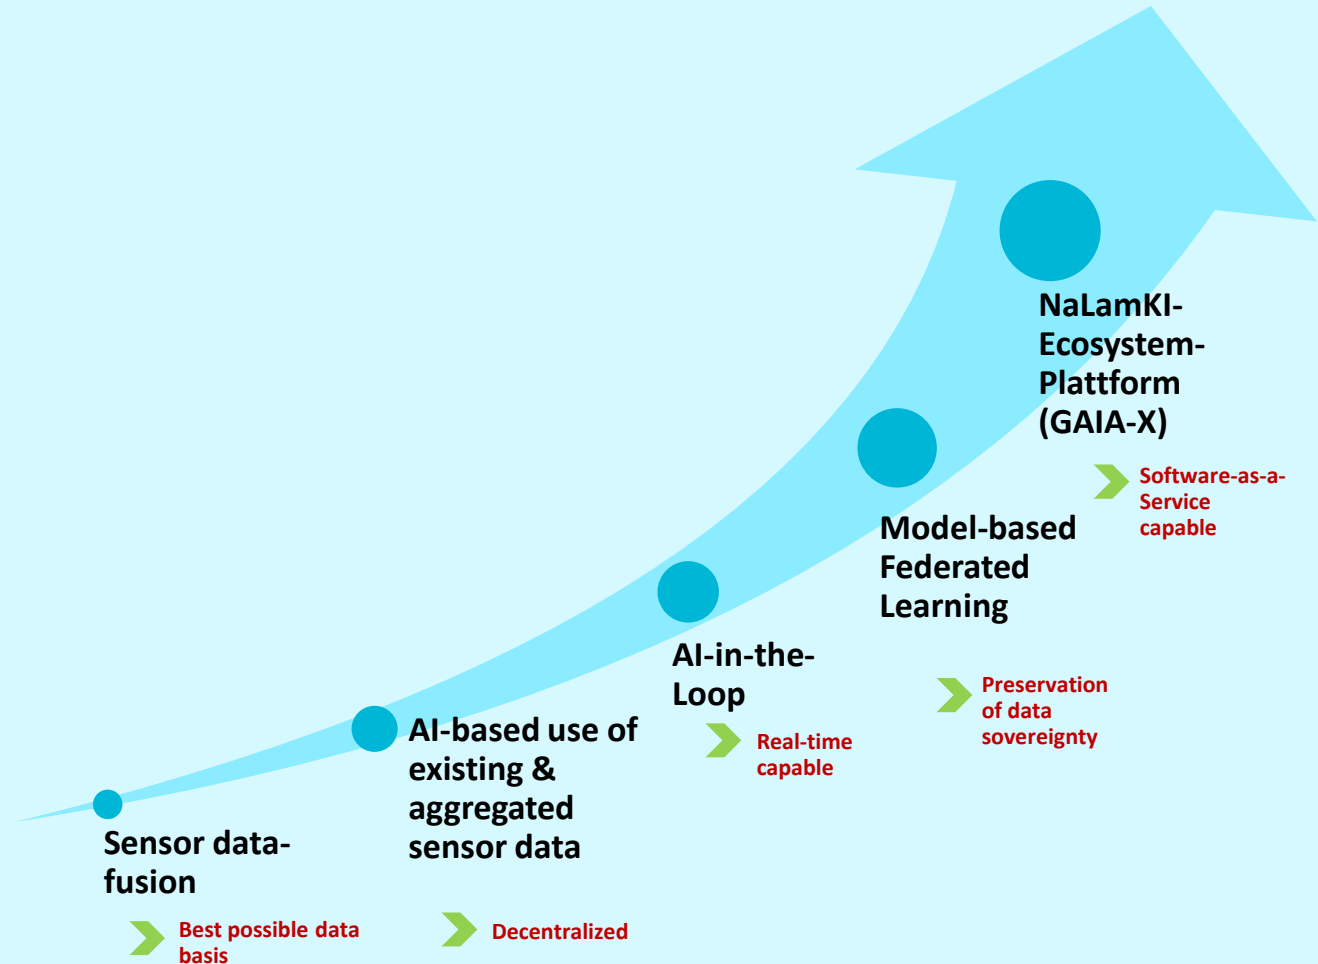 NaLamKI-
Ecosystem-
Plattform
(GAIA-X)
Software-as-a-
Service
capable
Model-based
Federated
Learning
Preservation
of data
sovereignty
AI-in-the-
Loop
Real-time
capable
AI-based use of
existing &
aggregated
sensor data
Decentralized
Sensor data-
fusion
Best possible data
basis